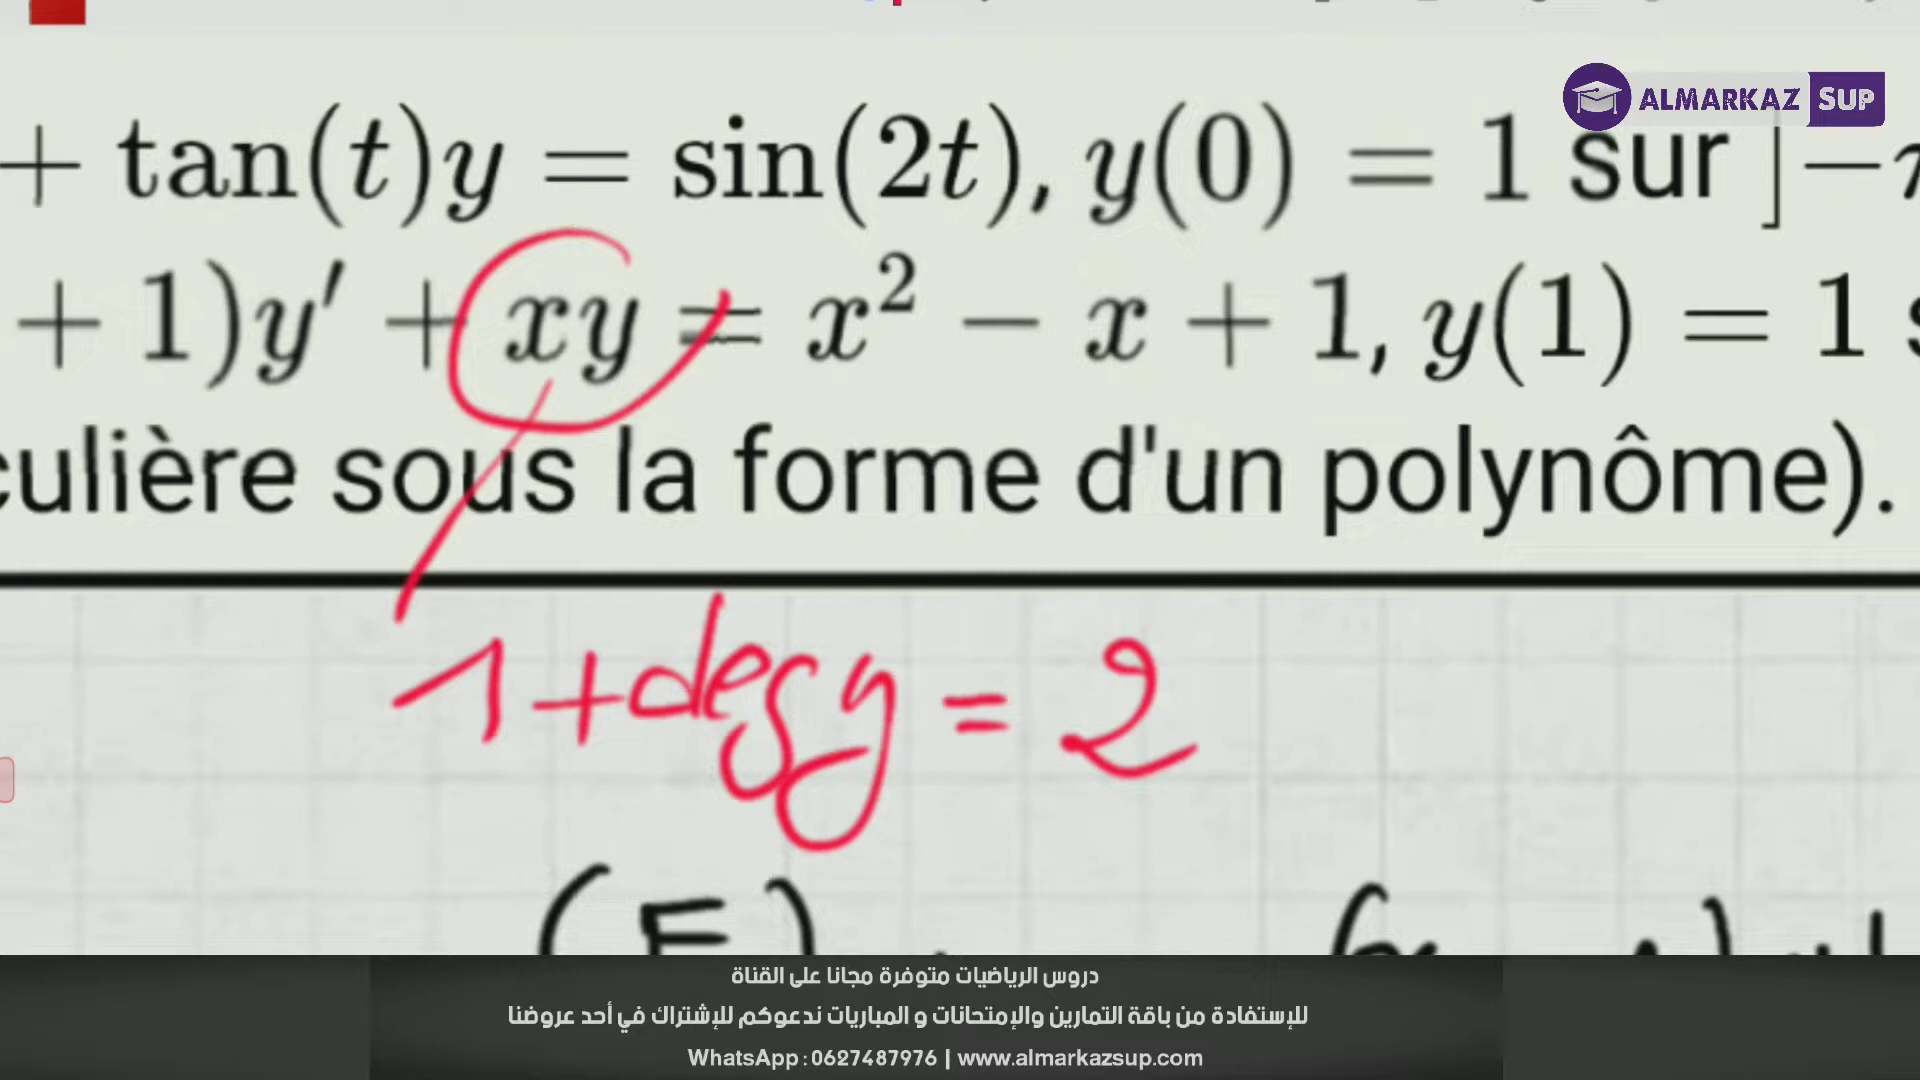 ALMARKAZ SUP
+ tan(t)y = sin(2t), y(0) = 1 sur ]−
+ 1)y′ + xy = x² − x + 1, y(1) = 1
culière sous la forme d'un polynôme).
1+deg y = 2
(E)
دروس الرياضيات متوفرة مجانا على القناة
للإستفادة من باقة التمارين والإمتحانات و المباريات ندعوكم للإشتراك في أحد عروضنا
WhatsApp : 0627487976 | www.almarkazsup.com